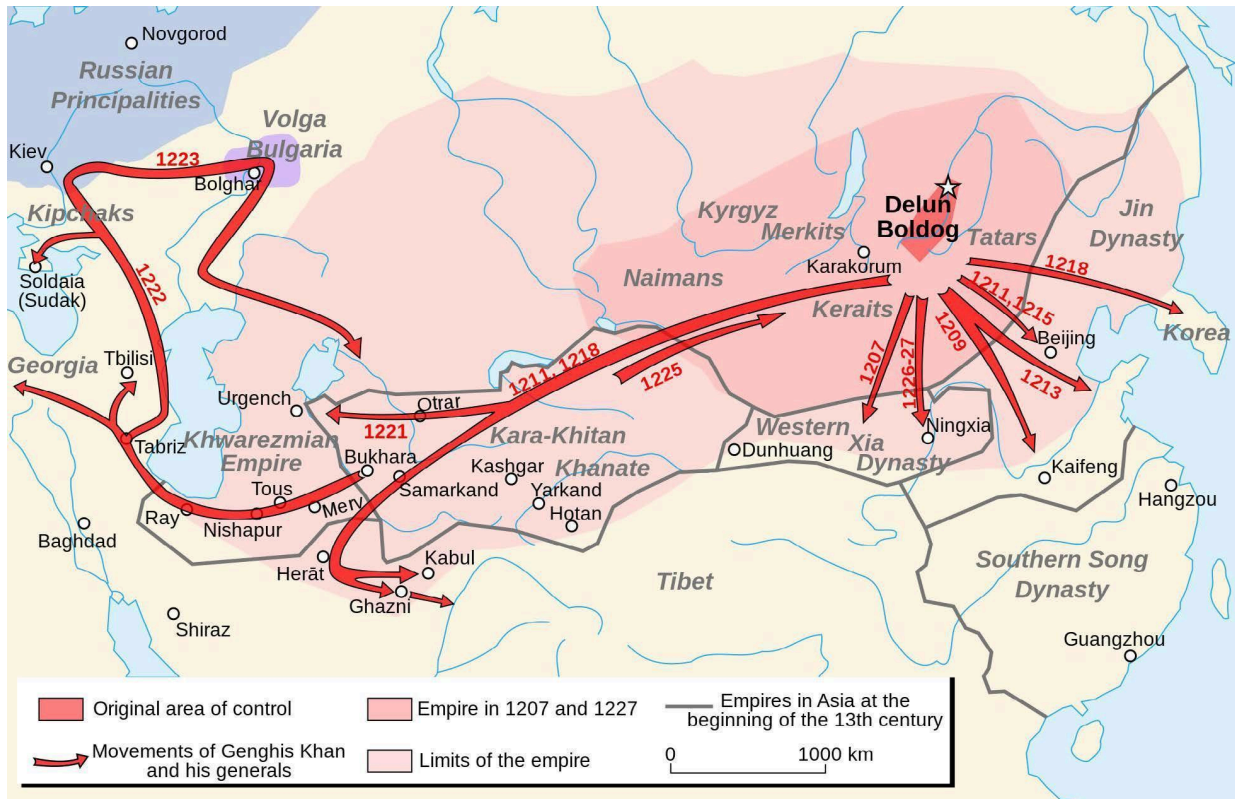 Novgorod
Russian
Principalities
Volga
Bulgaria
Kiev
1223
Bolghar
Kipchaks
Soldaia
(Sudak)
1222
Georgia
Tbilisi
Tabriz
Urgench
Khwarezmian
Empire
Otrar
1221
1211, 1218
1225
Bukhara
Samarkand
Kara-Khitan
Khanate
Kashgar
Yarkand
Hotan
Tous
Merv
Ray
Nishapur
Baghdad
Herāt
Kabul
Ghazni
Shiraz
Kyrgyz
Merkits
Naimans
Keraits
Karakorum
Delun
Boldog
Tatars
Jin
Dynasty
1218
1211,1215
1209
1207
1226-27
1213
Beijing
Korea
Western
Xia
Dynasty
Dunhuang
Ningxia
Kaifeng
Hangzou
Tibet
Southern Song
Dynasty
Guangzhou
Original area of control
Movements of Genghis Khan
and his generals
Empire in 1207 and 1227
Limits of the empire
Empires in Asia at the
beginning of the 13th century
0 1000 km